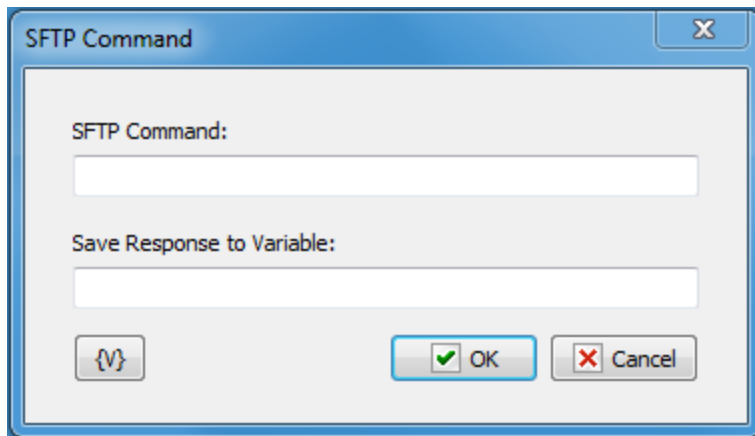 SFTP Command
SFTP Command:
Save Response to Variable:
{V} OK Cancel